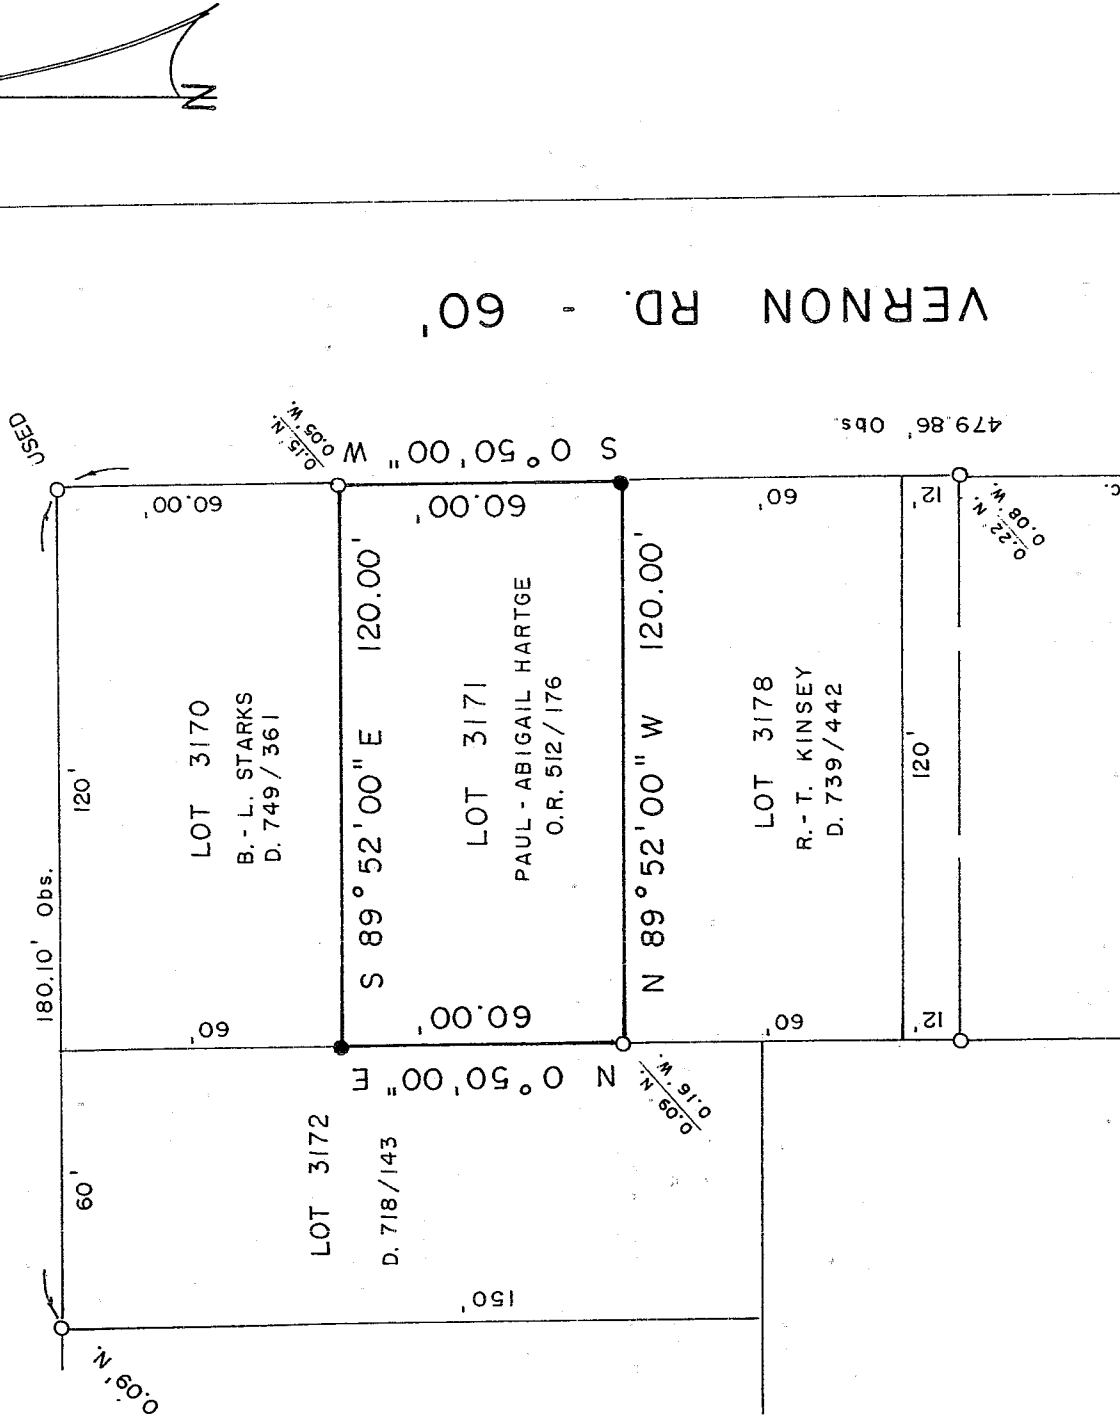 N
VERNON RD. - 60'
USED
0.15' N.
0.05' W.
S 0° 50' 00" W
479.86' Obs.
60.00'
60.00'
60'
12'
0.22' N.
0.08' W.
c.
180.10' Obs.
120'
LOT 3170
B. - L. STARKS
D. 749 / 361
S 89° 52' 00" E 120.00'
LOT 3171
PAUL - ABIGAIL HARTGE
O.R. 512 / 176
N 89° 52' 00" W 120.00'
LOT 3178
R. - T. KINSEY
D. 739 / 442
120'
60'
60.00'
60'
12'
N 0° 50' 00" E
0.09' N.
0.16' W.
60'
LOT 3172
D. 718 / 143
150'
0.09' N.